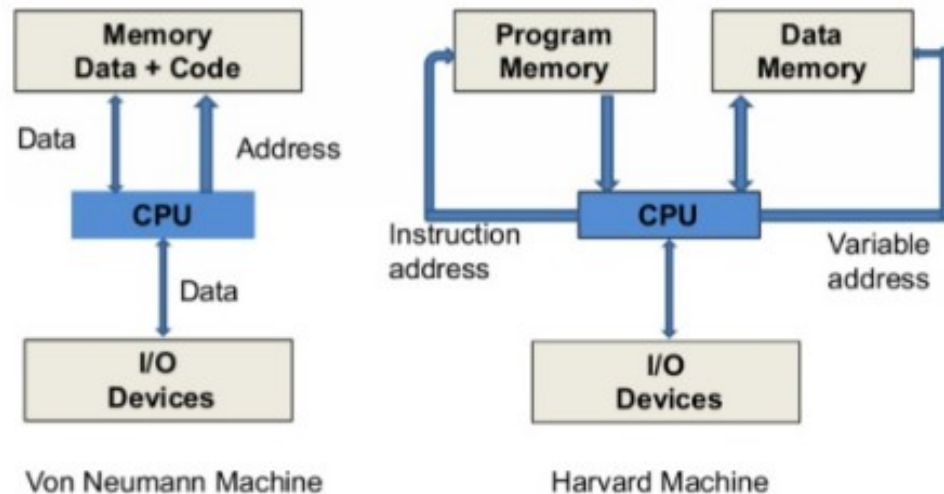 Memory
Data + Code
Data
Address
CPU
Data
I/O
Devices
Von Neumann Machine
Program
Memory
Data
Memory
CPU
Instruction
address
Variable
address
I/O
Devices
Harvard Machine